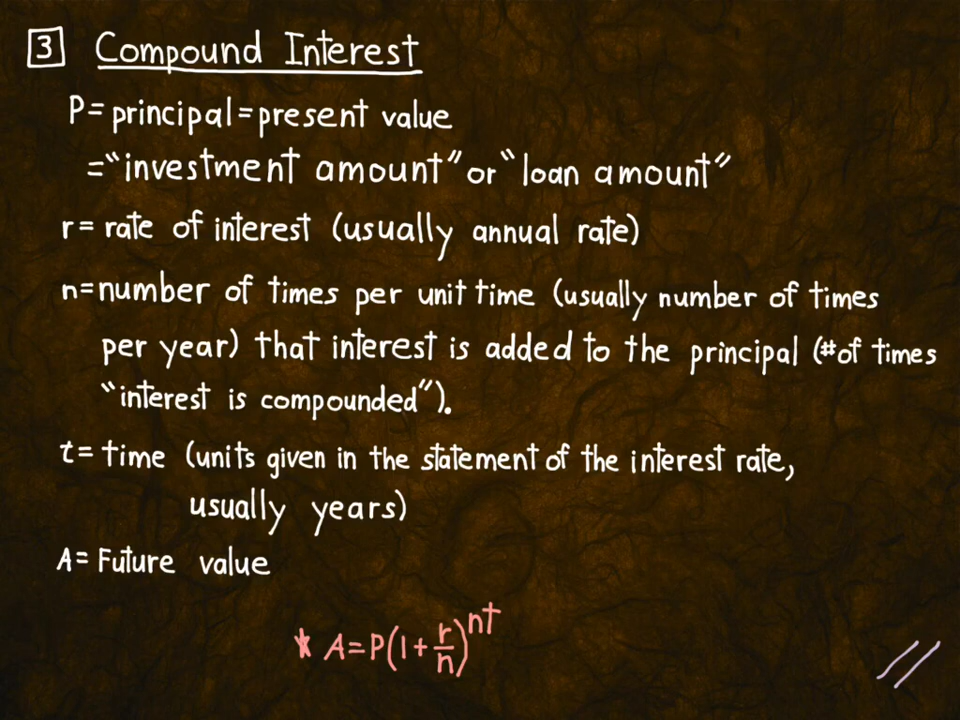 3 Compound Interest
P = principal = present value
= "investment amount" or "loan amount"
r = rate of interest (usually annual rate)
n = number of times per unit time (usually number of times
per year) that interest is added to the principal (# of times
"interest is compounded").
t = time (units given in the statement of the interest rate,
usually years)
A = Future value
* A = P(1 + r/n)^nt